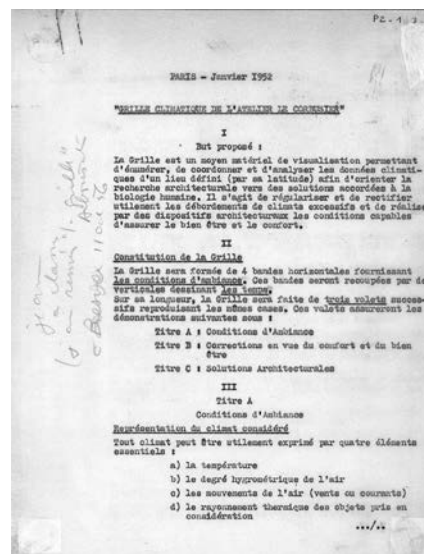 P2-1
PARIS - Janvier 1952
"GRILLE CLIMATIQUE DE L'ATELIER LE CORBUSIER"
I
But proposé :
La Grille est un moyen matériel de visualisation permettant
d'énumérer, de coordonner et d'analyser les données climati-
ques d'un lieu défini (par sa latitude) afin d'orienter la
recherche architecturale vers des solutions accordées à la
biologie humaine. Il s'agit de régulariser et de rectifier
utilement les débordements de climats excessifs et de réalise
par des dispositifs architecturaux les conditions capables
d'assurer le bien être et le confort.
II
Constitution de la Grille
La Grille sera formée de 4 bandes horizontales fournissant
les conditions d'ambiance. Ces bandes seront recoupées par de
verticales dessinant les temps.
Sur sa longueur, la Grille sera faite de trois volets succes-
sifs reproduisant les mêmes cases. Ces volets assureront les
démonstrations suivantes sous :
Titre A : Conditions d'Ambiance
Titre B : Corrections en vue du confort et du bien
être
Titre C : Solutions Architecturales
III
Titre A
Conditions d'Ambiance
Représentation du climat considéré
Tout climat peut être utilement exprimé par quatre éléments
essentiels :
a) la température
b) le degré hygrométrique de l'air
c) les mouvements de l'air (vents ou courants)
d) le rayonnement thermique des objets pris en
considération
.../..